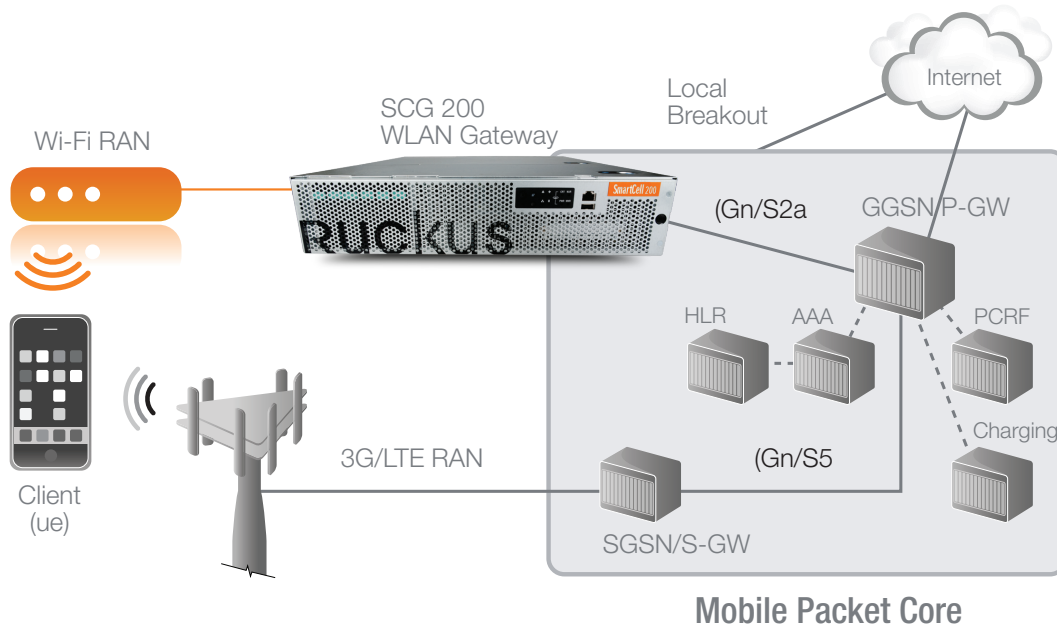 Internet
Local
Breakout
SCG 200
WLAN Gateway
Wi-Fi RAN
SmartCell 200
Ruckus
(Gn/S2a
GGSN/P-GW
HLR
AAA
PCRF
Charging
3G/LTE RAN
(Gn/S5
Client
(ue)
SGSN/S-GW
Mobile Packet Core